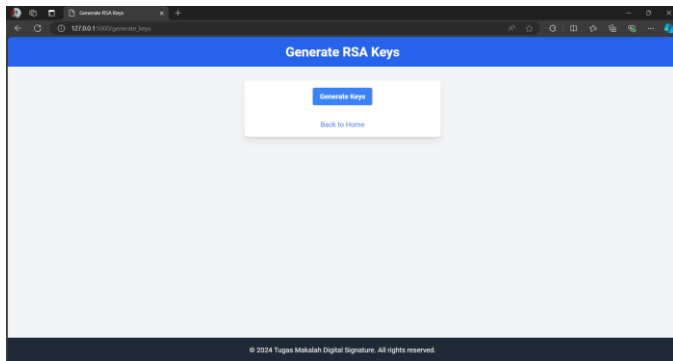 Generate RSA Keys
127.0.0.1:5000/generate_keys
Generate RSA Keys
Generate Keys
Back to Home
© 2024 Tugas Makalah Digital Signature. All rights reserved.